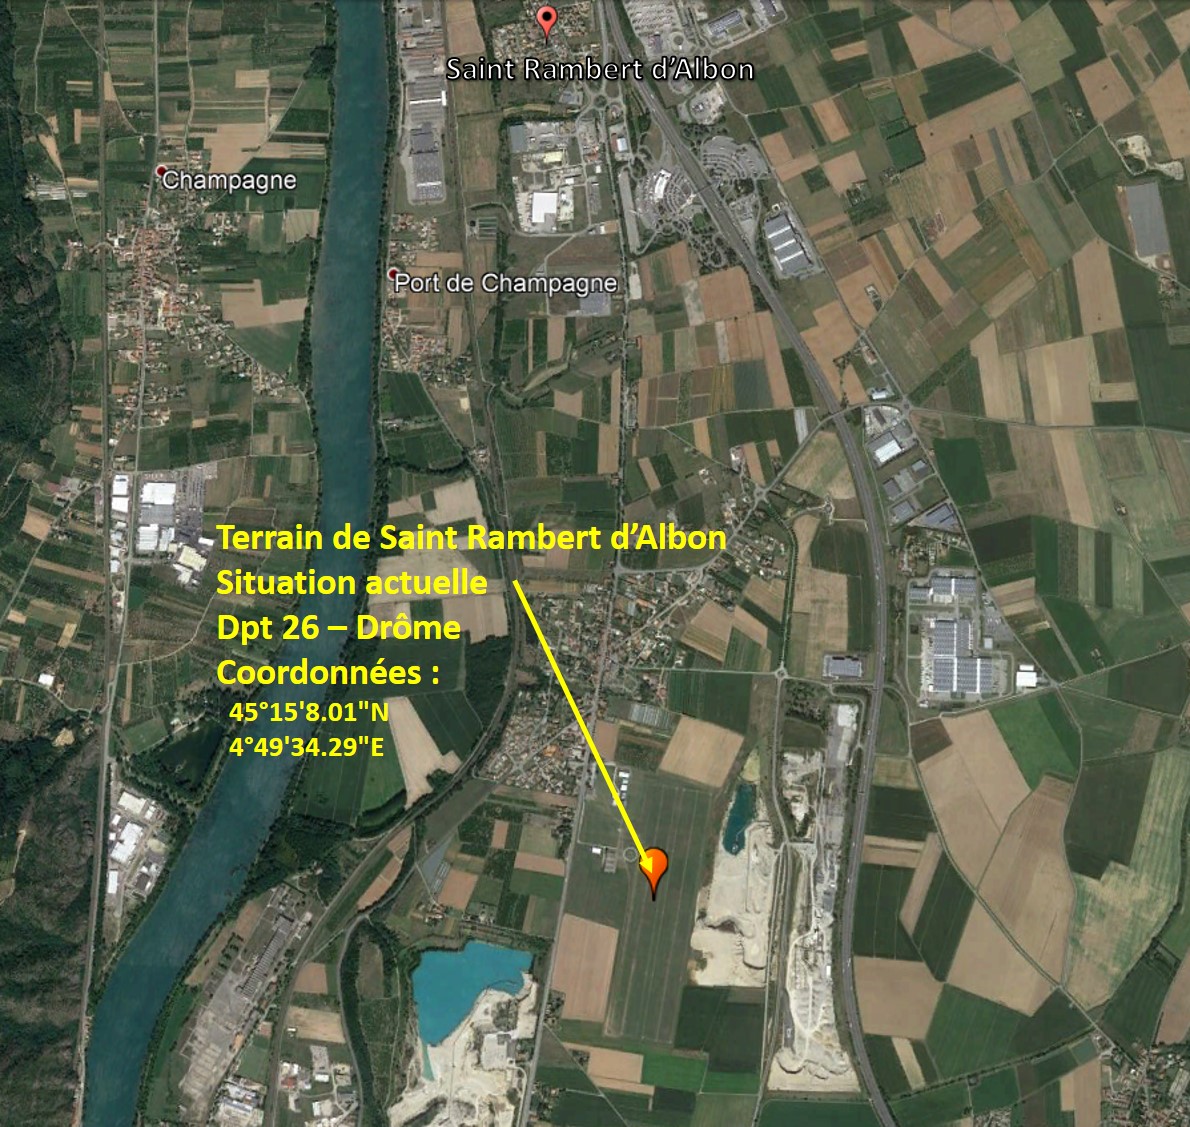 Saint Rambert d’Albon
Champagne
Port de Champagne
Terrain de Saint Rambert d’Albon
Situation actuelle
Dpt 26 – Drôme
Coordonnées :
45°15'8.01"N
4°49'34.29"E